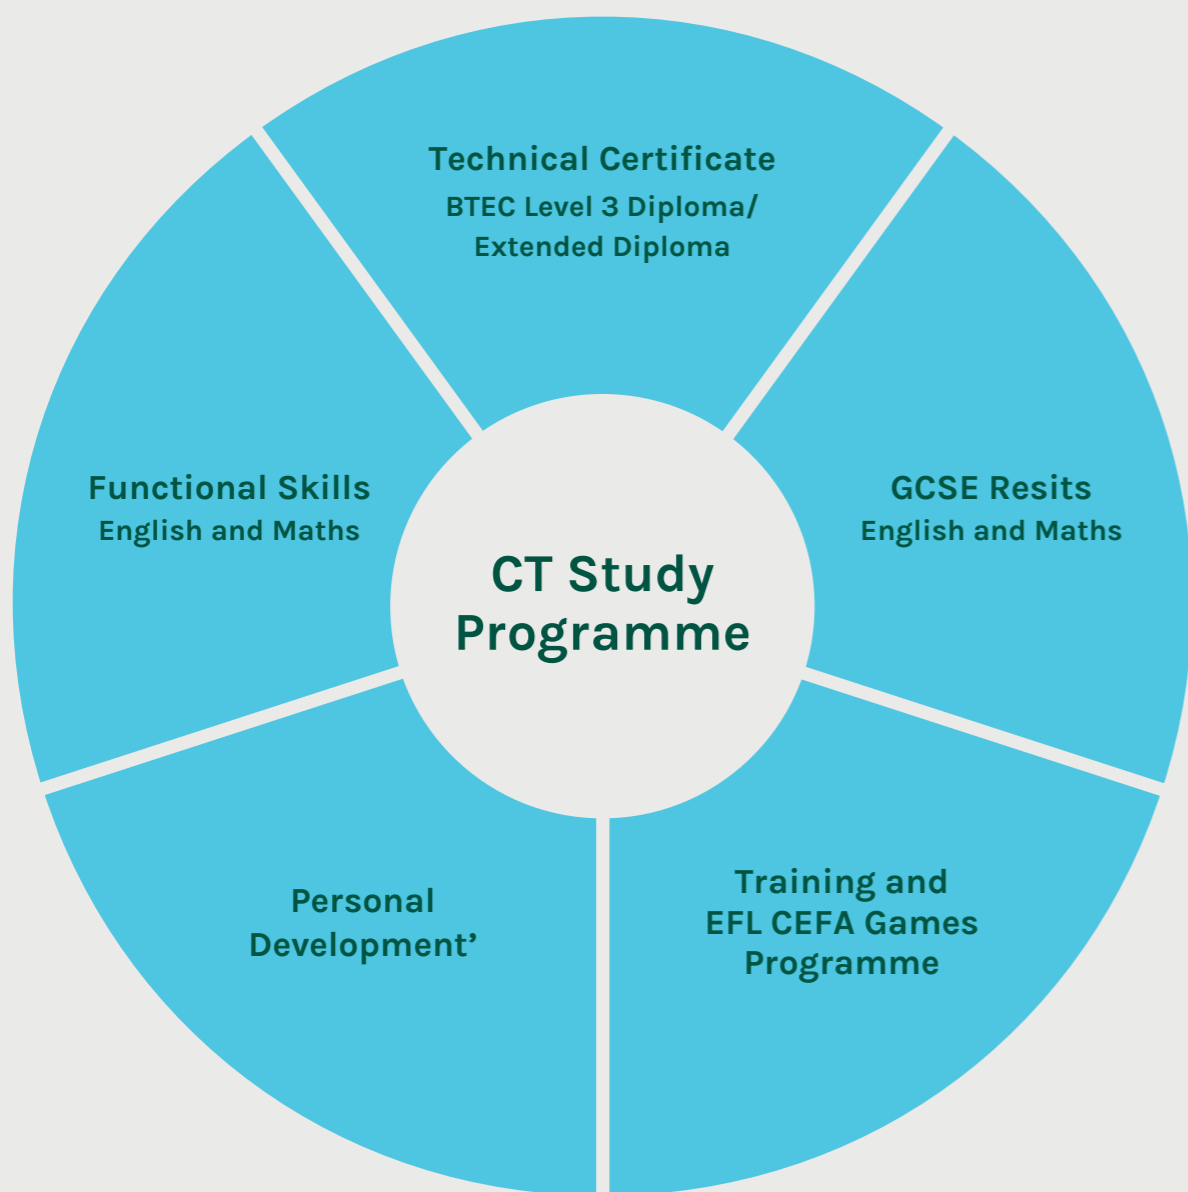 Technical Certificate
BTEC Level 3 Diploma/
Extended Diploma
Functional Skills
English and Maths
GCSE Resits
English and Maths
CT Study
Programme
Personal
Development’
Training and
EFL CEFA Games
Programme